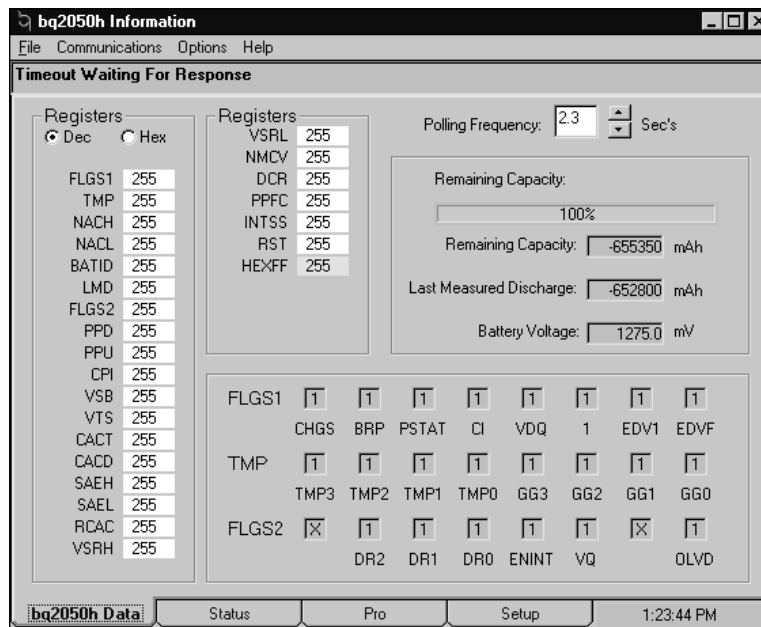 bq2050h Information
File Communications Options Help
Timeout Waiting For Response
Registers
Dec Hex
FLGS1 255
TMP 255
NACH 255
NACL 255
BATID 255
LMD 255
FLGS2 255
PPD 255
PPU 255
CPI 255
VSB 255
VTS 255
CACT 255
CACD 255
SAEH 255
SAEL 255
RCAC 255
VSRH 255
Registers
VSRL 255
NMCV 255
DCR 255
PPFC 255
INTSS 255
RST 255
HEXFF 255
Polling Frequency: 2.3 Sec's
Remaining Capacity:
100%
Remaining Capacity: -655350 mAh
Last Measured Discharge: -652800 mAh
Battery Voltage: 1275.0 mV
FLGS1 1 1 1 1 1 1 1 1
CHGS BRP PSTAT CI VDQ 1 EDV1 EDVF
TMP 1 1 1 1 1 1 1 1
TMP3 TMP2 TMP1 TMP0 GG3 GG2 GG1 GG0
FLGS2 X 1 1 1 1 1 X 1
DR2 DR1 DR0 ENINT VQ OLVD
bq2050h Data Status Pro Setup 1:23:44 PM